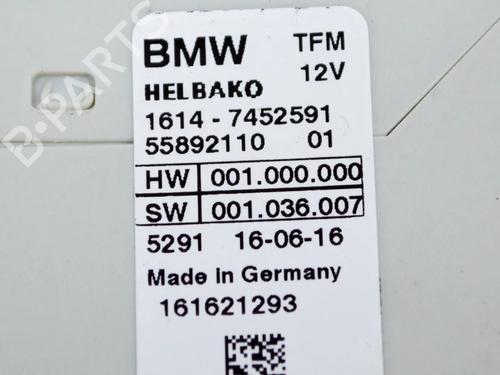 BMW TFM
12V
HELBAKO
1614 - 7452591
55892110 01
HW 001.000.000
SW 001.036.007
5291 16-06-16
Made in Germany
161621293
B-PARTS